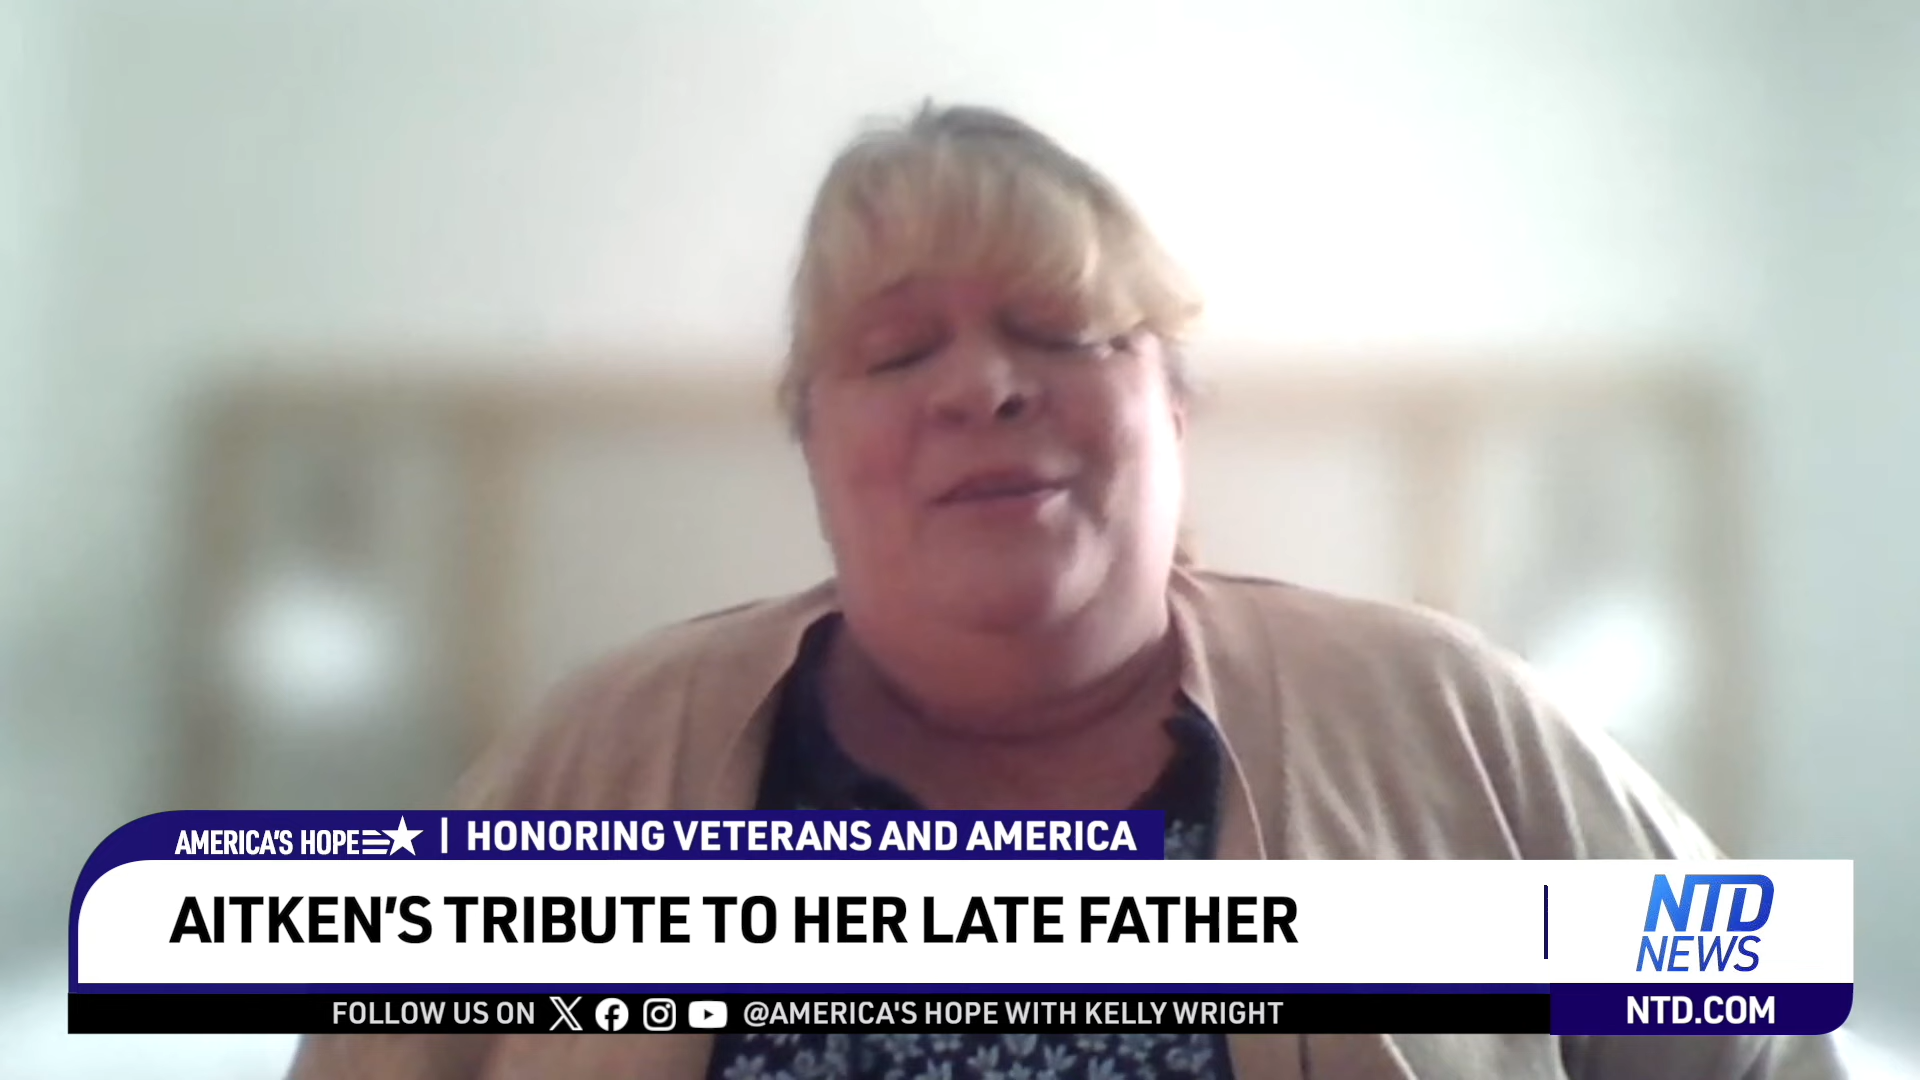 AMERICA'S HOPE | HONORING VETERANS AND AMERICA
AITKEN'S TRIBUTE TO HER LATE FATHER
NTD
NEWS
FOLLOW US ON @AMERICA'S HOPE WITH KELLY WRIGHT
NTD.COM